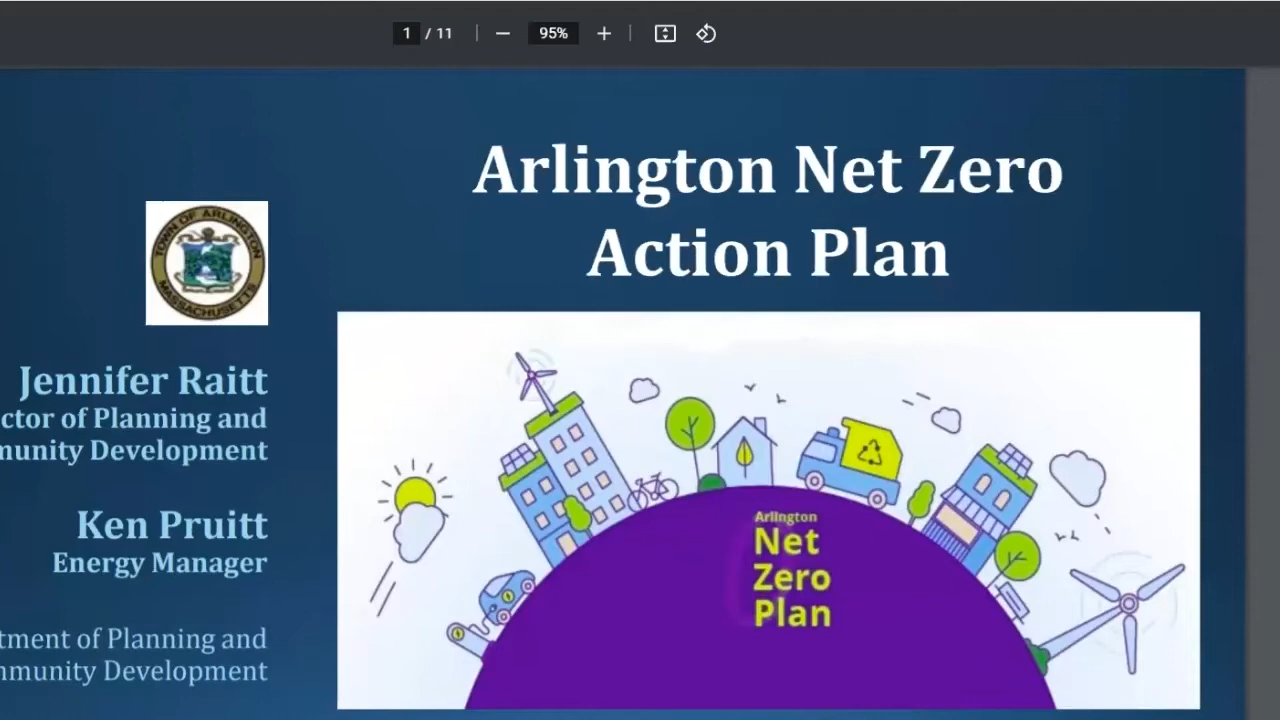 1 / 11
95%
Arlington Net Zero
Action Plan
TOWN OF ARLINGTON
MASSACHUSETTS
Jennifer Raitt
ctor of Planning and
munity Development
Ken Pruitt
Energy Manager
tment of Planning and
mmunity Development
Arlington
Net
Zero
Plan